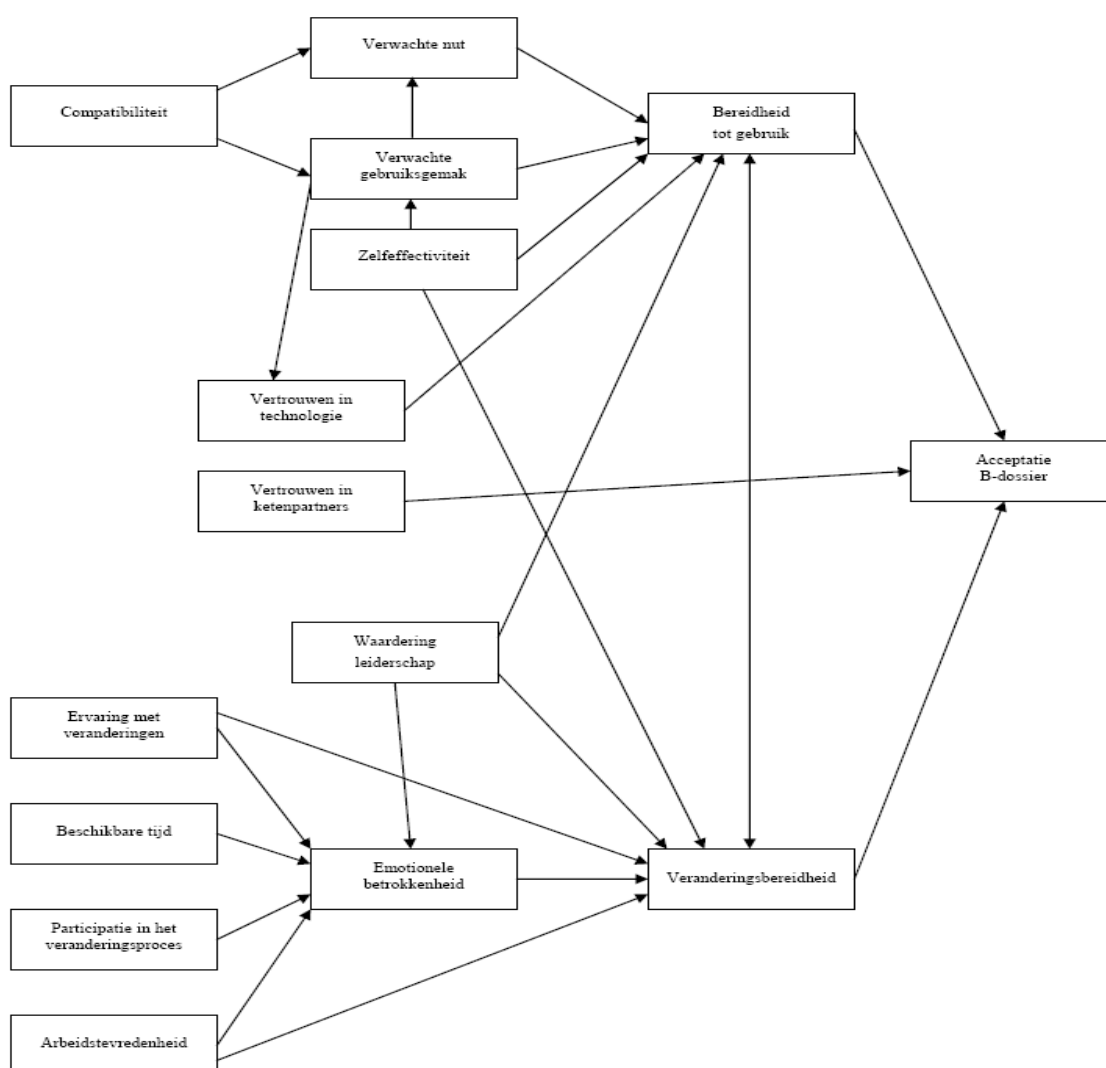 Verwachte nut
Compatibiliteit
Bereidheid
tot gebruik
Verwachte
gebruiksgemak
Zelfeffectiviteit
Vertrouwen in
technologie
Acceptatie
B-dossier
Vertrouwen in
ketenpartners
Waardering
leiderschap
Ervaring met
veranderingen
Beschikbare tijd
Emotionele
betrokkenheid
Veranderingsbereidheid
Participatie in het
veranderingsproces
Arbeidstevredenheid